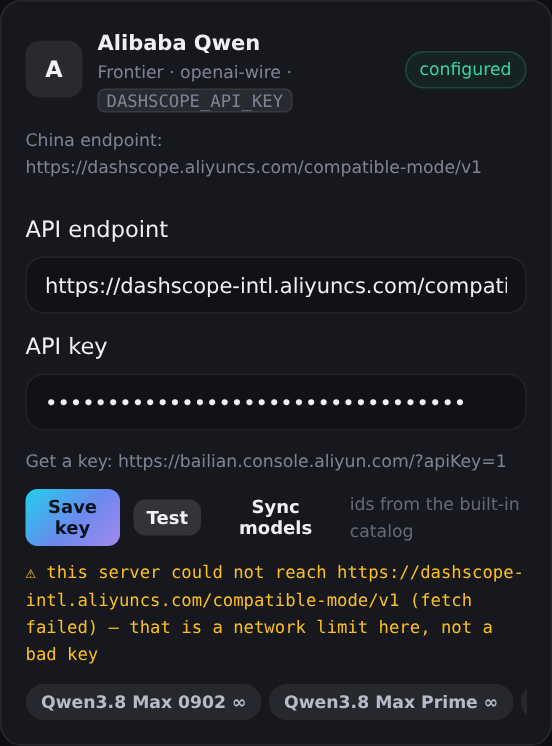 A
Alibaba Qwen
Frontier · openai-wire ·
DASHSCOPE_API_KEY
configured
China endpoint:
https://dashscope.aliyuncs.com/compatible-mode/v1
API endpoint
https://dashscope-intl.aliyuncs.com/compati
API key
Get a key: https://bailian.console.aliyun.com/?apiKey=1
Save
key
Test
Sync
models
ids from the built-in
catalog
⚠ this server could not reach https://dashscope-
intl.aliyuncs.com/compatible-mode/v1 (fetch
failed) — that is a network limit here, not a
bad key
Qwen3.8 Max 0902 ∞
Qwen3.8 Max Prime ∞